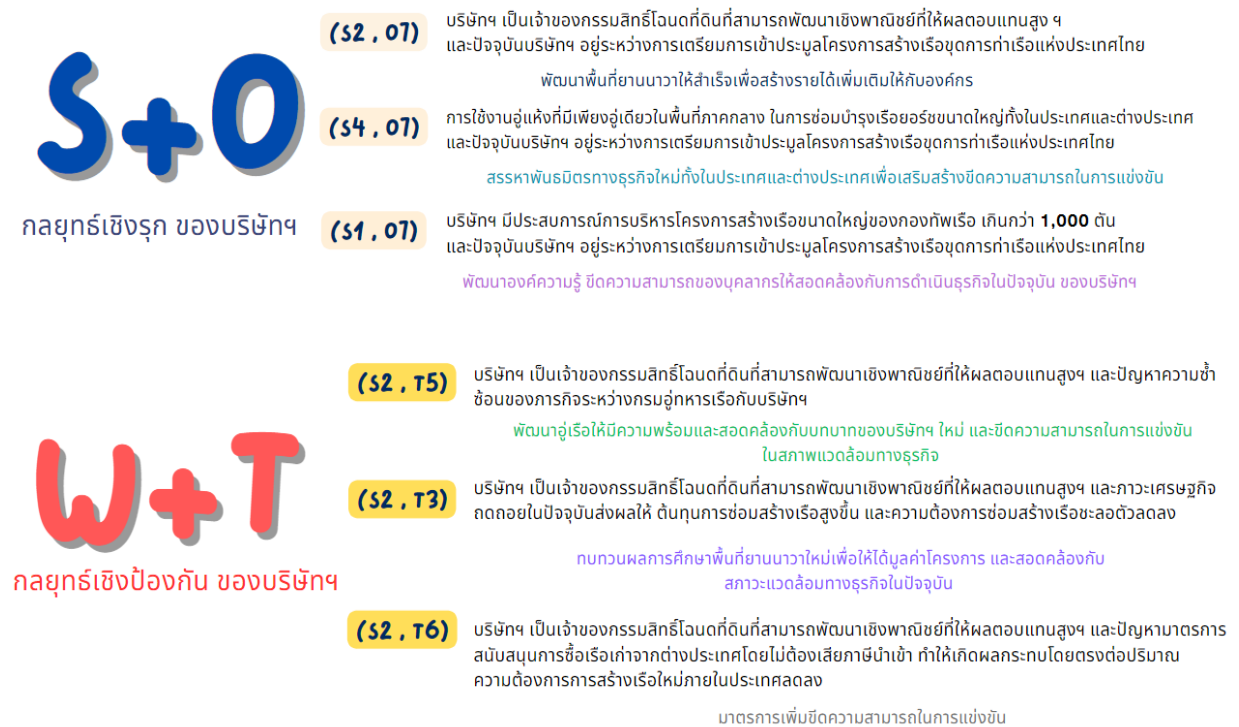 S+O
กลยุทธ์เชิงรุก ของบริษัทฯ
(S2 , O7)
บริษัทฯ เป็นเจ้าของกรรมสิทธิ์โฉนดที่ดินที่สามารถพัฒนาเชิงพาณิชย์ที่ให้ผลตอบแทนสูง ฯ
และปัจจุบันบริษัทฯ อยู่ระหว่างการเตรียมการเข้าประมูลโครงการสร้างเรือขุดการท่าเรือแห่งประเทศไทย
พัฒนาพื้นที่ยานนาวาให้สำเร็จเพื่อสร้างรายได้เพิ่มเติมให้กับองค์กร
(S4 , O7)
การใช้งานอู่แห้งที่มีเพียงอู่เดียวในพื้นที่ภาคกลาง ในการซ่อมบำรุงเรือยอร์ชขนาดใหญ่ทั้งในประเทศและต่างประเทศ
และปัจจุบันบริษัทฯ อยู่ระหว่างการเตรียมการเข้าประมูลโครงการสร้างเรือขุดการท่าเรือแห่งประเทศไทย
สรรหาพันธมิตรทางธุรกิจใหม่ทั้งในประเทศและต่างประเทศเพื่อเสริมสร้างขีดความสามารถในการแข่งขัน
(S1 , O7)
บริษัทฯ มีประสบการณ์การบริหารโครงการสร้างเรือขนาดใหญ่ของกองทัพเรือ เกินกว่า 1,000 ตัน
และปัจจุบันบริษัทฯ อยู่ระหว่างการเตรียมการเข้าประมูลโครงการสร้างเรือขุดการท่าเรือแห่งประเทศไทย
พัฒนาองค์ความรู้ ขีดความสามารถของบุคลากรให้สอดคล้องกับการดำเนินธุรกิจในปัจจุบัน ของบริษัทฯ
W+T
กลยุทธ์เชิงป้องกัน ของบริษัทฯ
(S2 , T5)
บริษัทฯ เป็นเจ้าของกรรมสิทธิ์โฉนดที่ดินที่สามารถพัฒนาเชิงพาณิชย์ที่ให้ผลตอบแทนสูงฯ และปัญหาความซ้ำ
ซ้อนของภารกิจระหว่างกรมอู่ทหารเรือกับบริษัทฯ
พัฒนาอู่เรือให้มีความพร้อมและสอดคล้องกับบทบาทของบริษัทฯ ใหม่ และขีดความสามารถในการแข่งขัน
ในสภาพแวดล้อมทางธุรกิจ
(S2 , T3)
บริษัทฯ เป็นเจ้าของกรรมสิทธิ์โฉนดที่ดินที่สามารถพัฒนาเชิงพาณิชย์ที่ให้ผลตอบแทนสูงฯ และภาวะเศรษฐกิจ
ถดถอยในปัจจุบันส่งผลให้ ต้นทุนการซ่อมสร้างเรือสูงขึ้น และความต้องการซ่อมสร้างเรือชะลอตัวลดลง
ทบทวนผลการศึกษาพื้นที่ยานนาวาใหม่เพื่อให้ได้มูลค่าโครงการ และสอดคล้องกับ
สภาวะแวดล้อมทางธุรกิจในปัจจุบัน
(S2 , T6)
บริษัทฯ เป็นเจ้าของกรรมสิทธิ์โฉนดที่ดินที่สามารถพัฒนาเชิงพาณิชย์ที่ให้ผลตอบแทนสูงฯ และปัญหามาตรการ
สนับสนุนการซื้อเรือเก่าจากต่างประเทศโดยไม่ต้องเสียภาษีนำเข้า ทำให้เกิดผลกระทบโดยตรงต่อปริมาณ
ความต้องการการสร้างเรือใหม่ภายในประเทศลดลง
มาตรการเพิ่มขีดความสามารถในการแข่งขัน